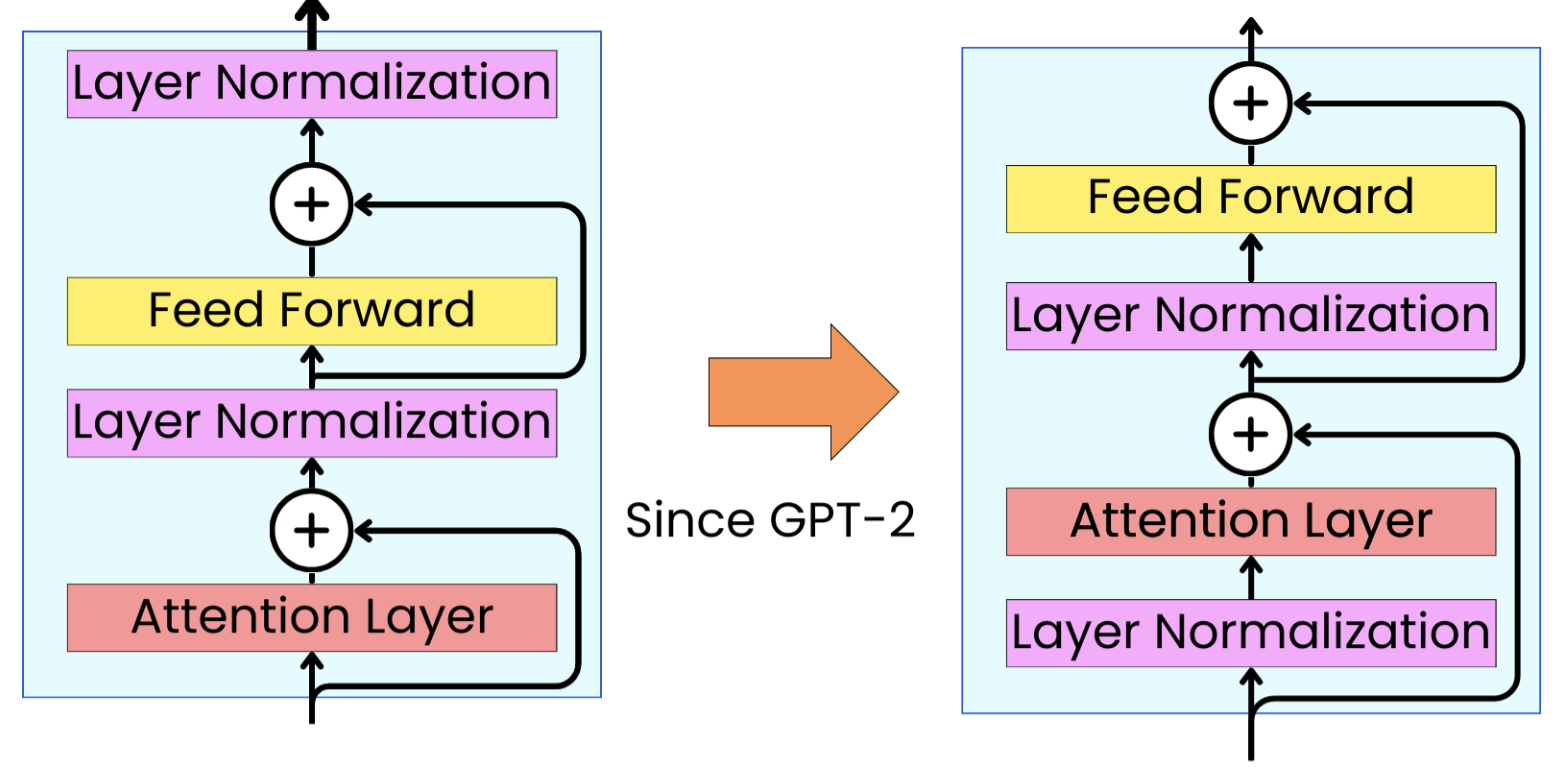 Layer Normalization
+
Feed Forward
Layer Normalization
+
Attention Layer
Since GPT-2
+
Feed Forward
Layer Normalization
+
Attention Layer
Layer Normalization